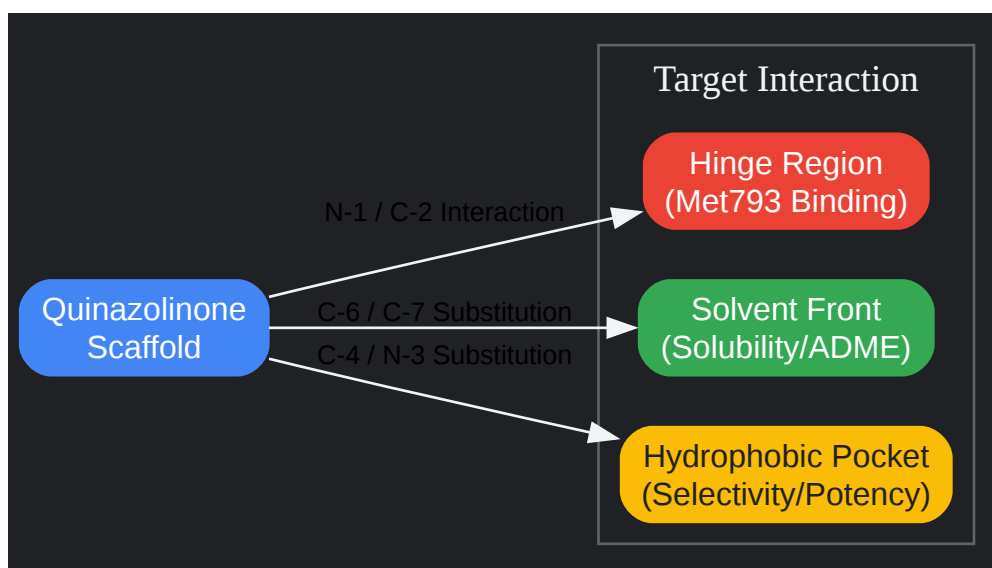 Target Interaction
Hinge Region
(Met793 Binding)
N-1 / C-2 Interaction
Quinazolinone
Scaffold
C-6 / C-7 Substitution
Solvent Front
(Solubility/ADME)
C-4 / N-3 Substitution
Hydrophobic Pocket
(Selectivity/Potency)